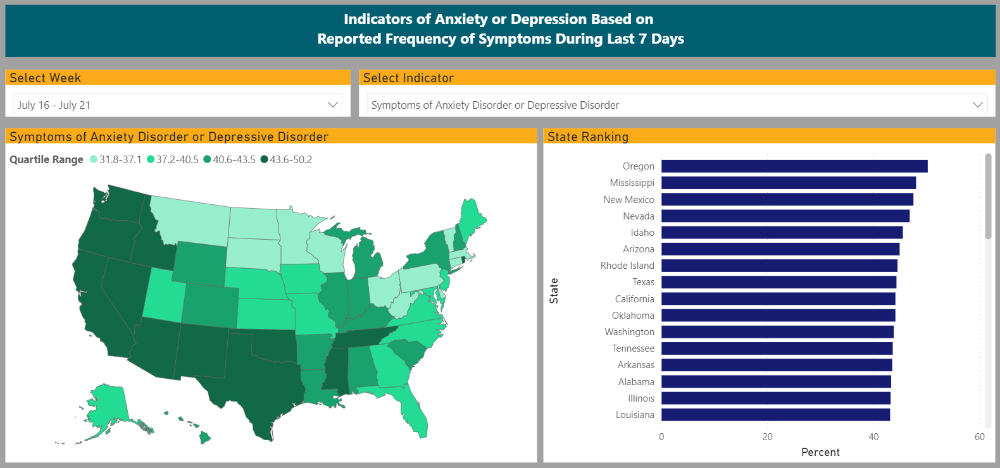 Indicators of Anxiety or Depression Based on
Reported Frequency of Symptoms During Last 7 Days
Select Week
July 16 - July 21
Select Indicator
Symptoms of Anxiety Disorder or Depressive Disorder
Symptoms of Anxiety Disorder or Depressive Disorder
Quartile Range 31.8-37.1 37.2-40.5 40.6-43.5 43.6-50.2
State Ranking
State
Oregon
Mississippi
New Mexico
Nevada
Idaho
Arizona
Rhode Island
Texas
California
Oklahoma
Washington
Tennessee
Arkansas
Alabama
Illinois
Louisiana
0 20 40 60
Percent